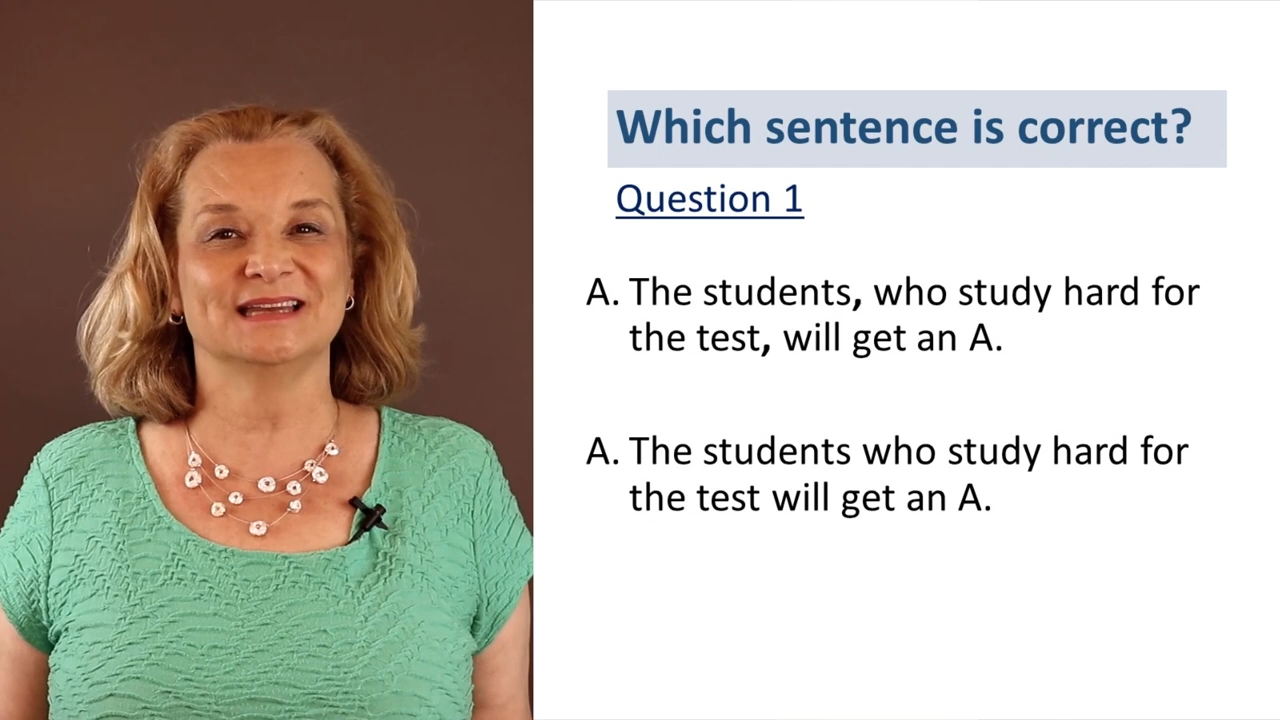 Which sentence is correct?
Question 1
A. The students, who study hard for
the test, will get an A.
A. The students who study hard for
the test will get an A.